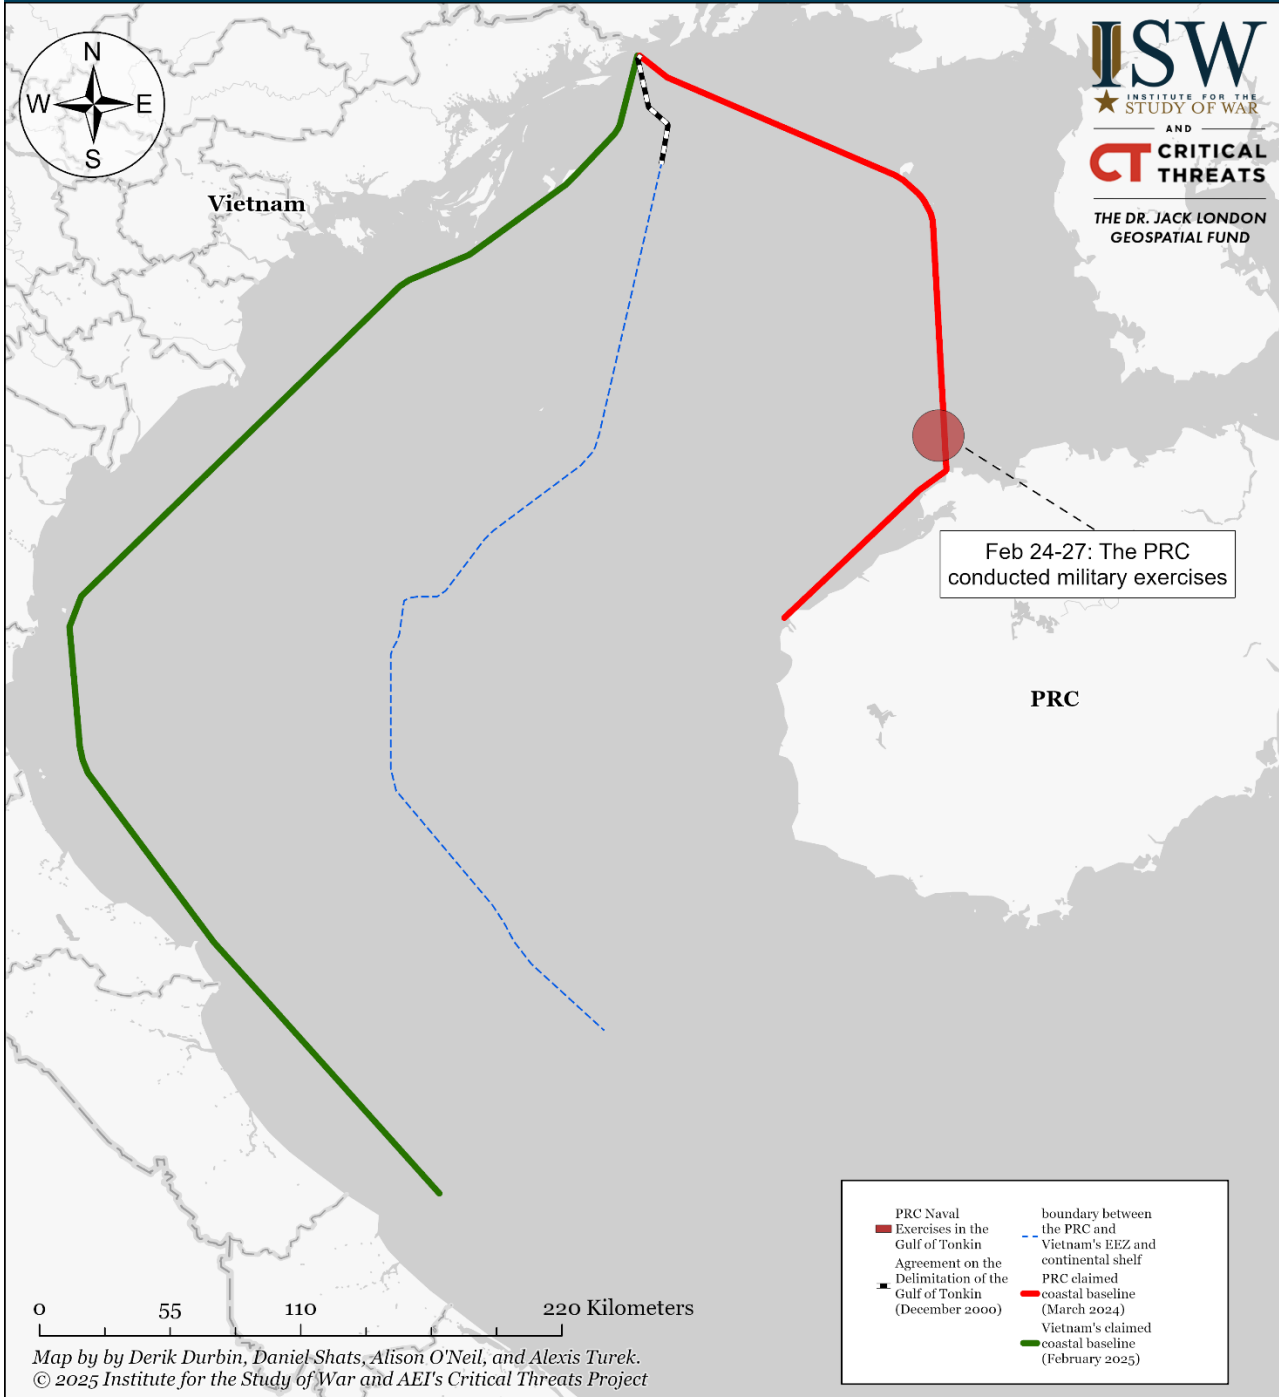 N
W
E
S
ISW
INSTITUTE FOR THE
STUDY OF WAR
AND
CT CRITICAL
THREATS
THE DR. JACK LONDON
GEOSPATIAL FUND
Vietnam
Feb 24-27: The PRC
conducted military exercises
PRC
PRC Naval
Exercises in the
Gulf of Tonkin
Agreement on the
Delimitation of the
Gulf of Tonkin
(December 2000)
boundary between
the PRC and
Vietnam's EEZ and
continental shelf
PRC claimed
coastal baseline
(March 2024)
Vietnam's claimed
coastal baseline
(February 2025)
0 55 110 220 Kilometers
Map by by Derik Durbin, Daniel Shats, Alison O'Neil, and Alexis Turek.
© 2025 Institute for the Study of War and AEI's Critical Threats Project